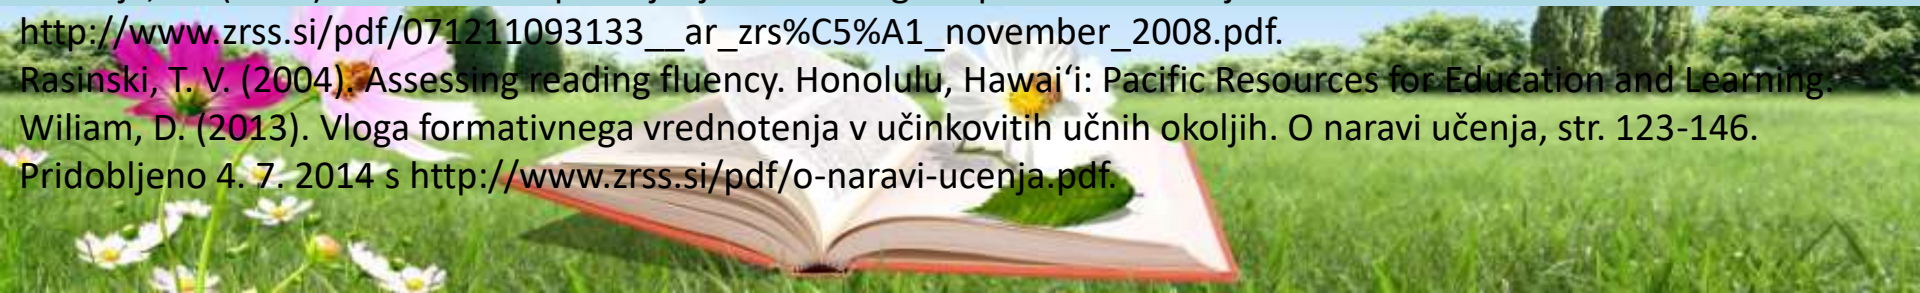 http://www.zrss.si/pdf/071211093133__ar_zrs%C5%A1_november_2008.pdf.
Rasinski, T. V. (2004). Assessing reading fluency. Honolulu, Hawai‘i: Pacific Resources for Education and Learning.
Wiliam, D. (2013). Vloga formativnega vrednotenja v učinkovitih učnih okoljih. O naravi učenja, str. 123-146.
Pridobljeno 4. 7. 2014 s http://www.zrss.si/pdf/o-naravi-ucenja.pdf.